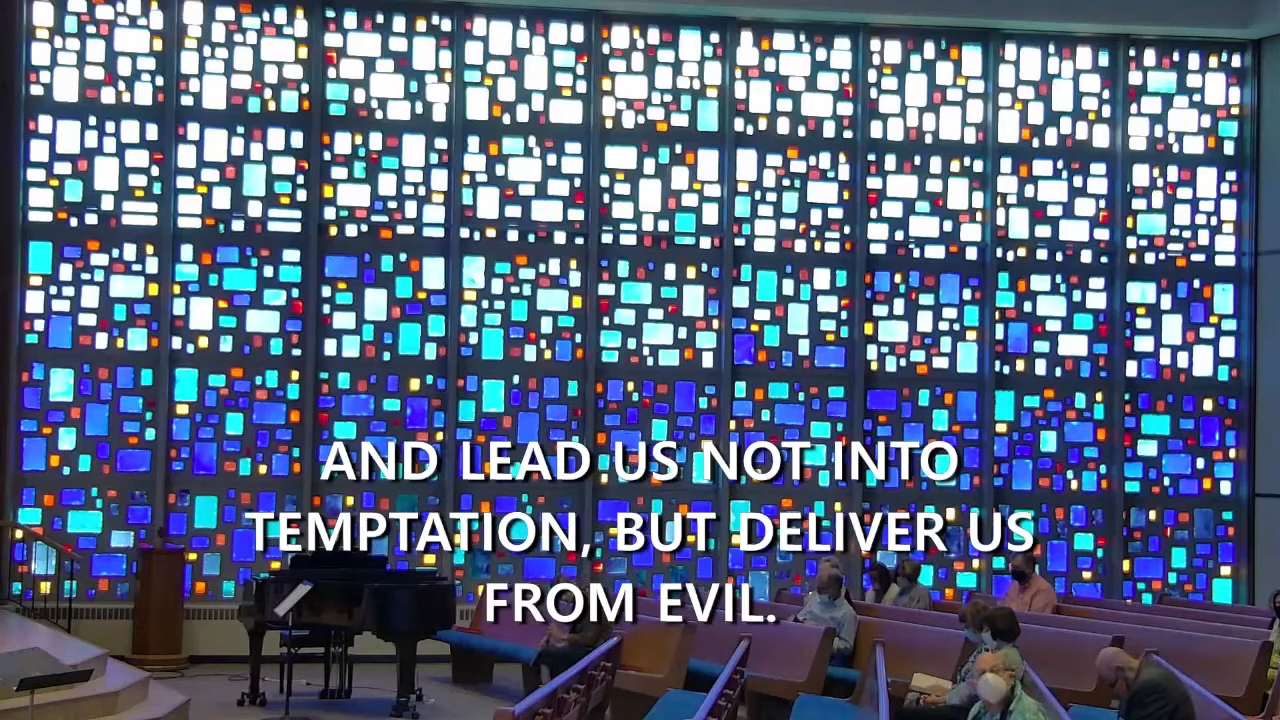 AND LEAD US NOT INTO
TEMPTATION, BUT DELIVER US
FROM EVIL.